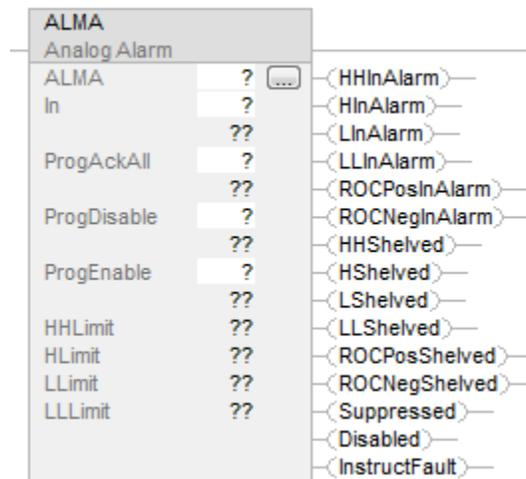 ALMA
Analog Alarm
ALMA ? ... (HHInAlarm)
In ? (HInAlarm)
?? (LInAlarm)
ProgAckAll ? (LLInAlarm)
?? (ROCPosInAlarm)
ProgDisable ? (ROCNegInAlarm)
?? (HHShelved)
ProgEnable ? (HShelved)
?? (LShelved)
HHLimit ?? (LLShelved)
HLimit ?? (ROCPosShelved)
LLimit ?? (ROCNegShelved)
LLLimit ?? (Suppressed)
(Disabled)
(InstructFault)